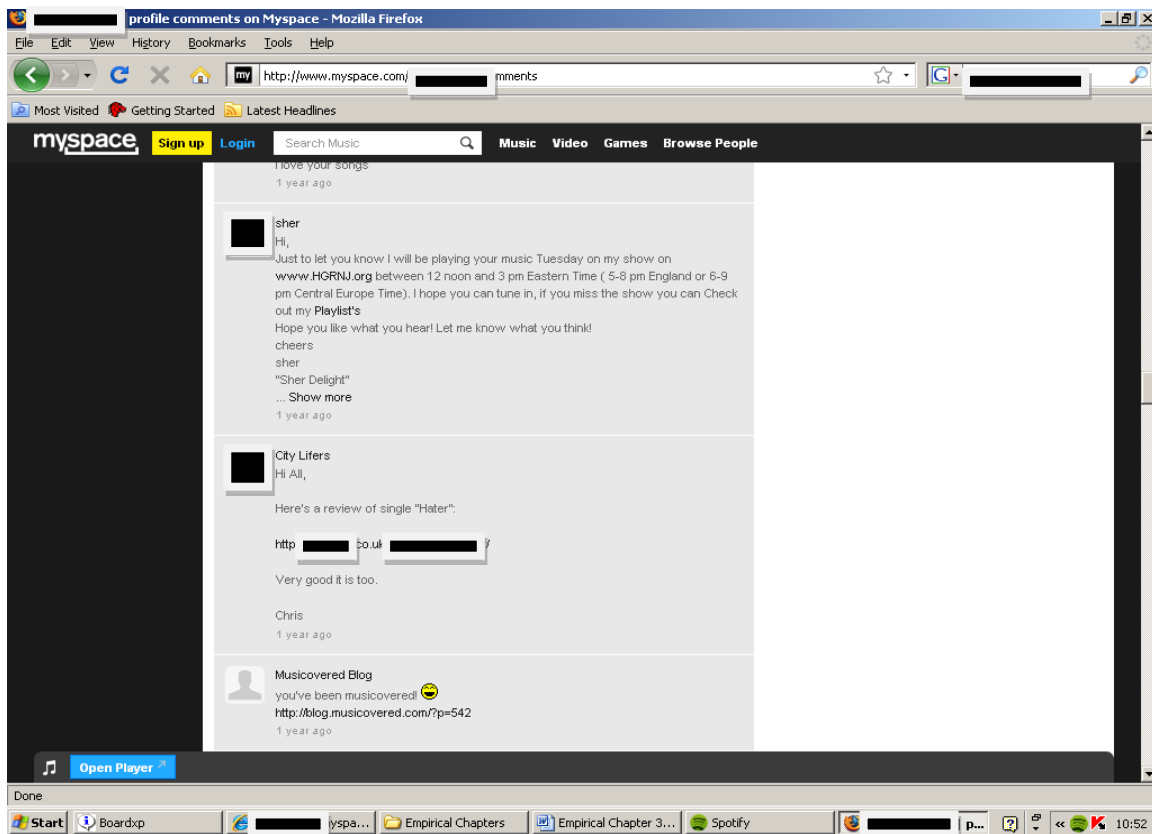 profile comments on Myspace - Mozilla Firefox
File Edit View History Bookmarks Tools Help
my http://www.myspace.com/ mments G
Most Visited Getting Started Latest Headlines
myspace Sign up Login Search Music Music Video Games Browse People
I love your songs
1 year ago
sher
Hi,
Just to let you know I will be playing your music Tuesday on my show on
www.HGRNJ.org between 12 noon and 3 pm Eastern Time ( 5-8 pm England or 6-9
pm Central Europe Time). I hope you can tune in, if you miss the show you can Check
out my Playlist's
Hope you like what you hear! Let me know what you think!
cheers
sher
"Sher Delight"
... Show more
1 year ago
City Lifers
Hi All,
Here's a review of single "Hater":
http co.uk /
Very good it is too.
Chris
1 year ago
Musicovered Blog
you've been musicovered!
http://blog.musicovered.com/?p=542
1 year ago
Open Player
Done
Start Boardxp yspa... Empirical Chapters Empirical Chapter 3... Spotify p... « K 10:52